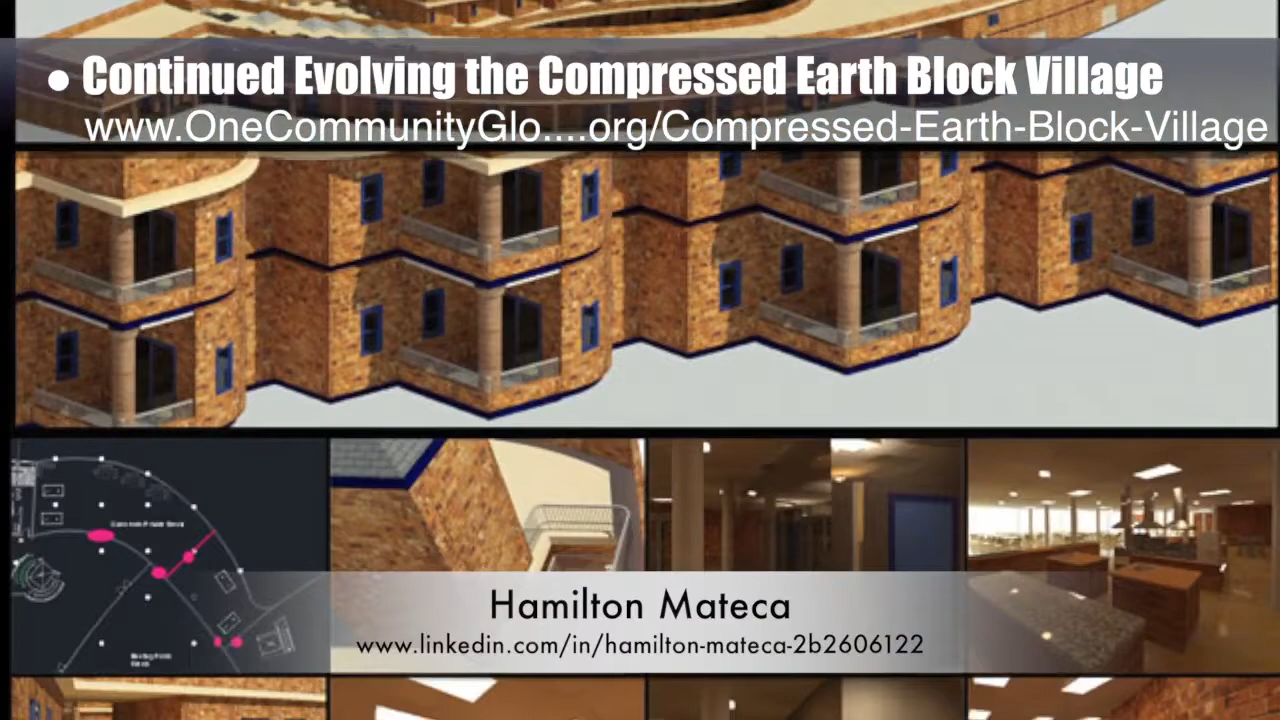 • Continued Evolving the Compressed Earth Block Village
www.OneCommunityGlo....org/Compressed-Earth-Block-Village
Hamilton Mateca
www.linkedin.com/in/hamilton-mateca-2b2606122